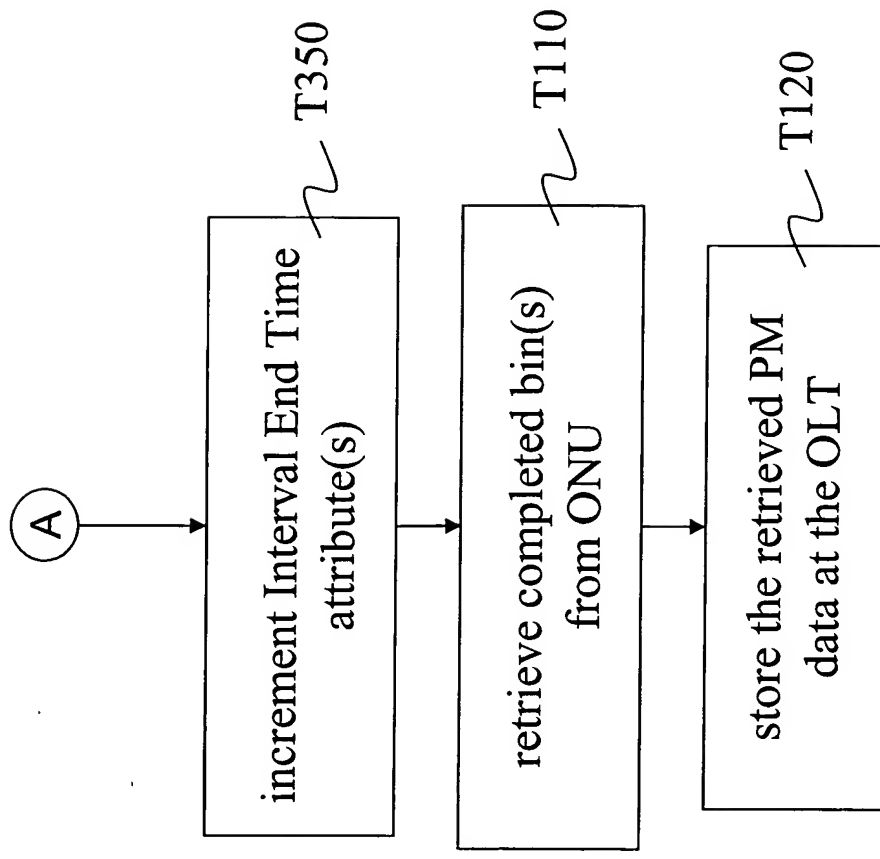 A
increment Interval End Time
attribute(s)
T350
retrieve completed bin(s)
from ONU
T110
store the retrieved PM
data at the OLT
T120